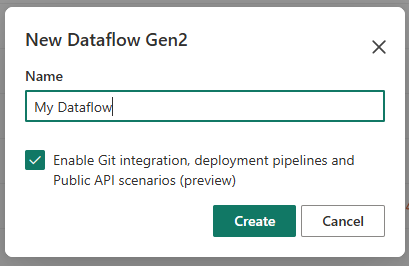 New Dataflow Gen2
Name
My Dataflow
Enable Git integration, deployment pipelines and
Public API scenarios (preview)
Create
Cancel